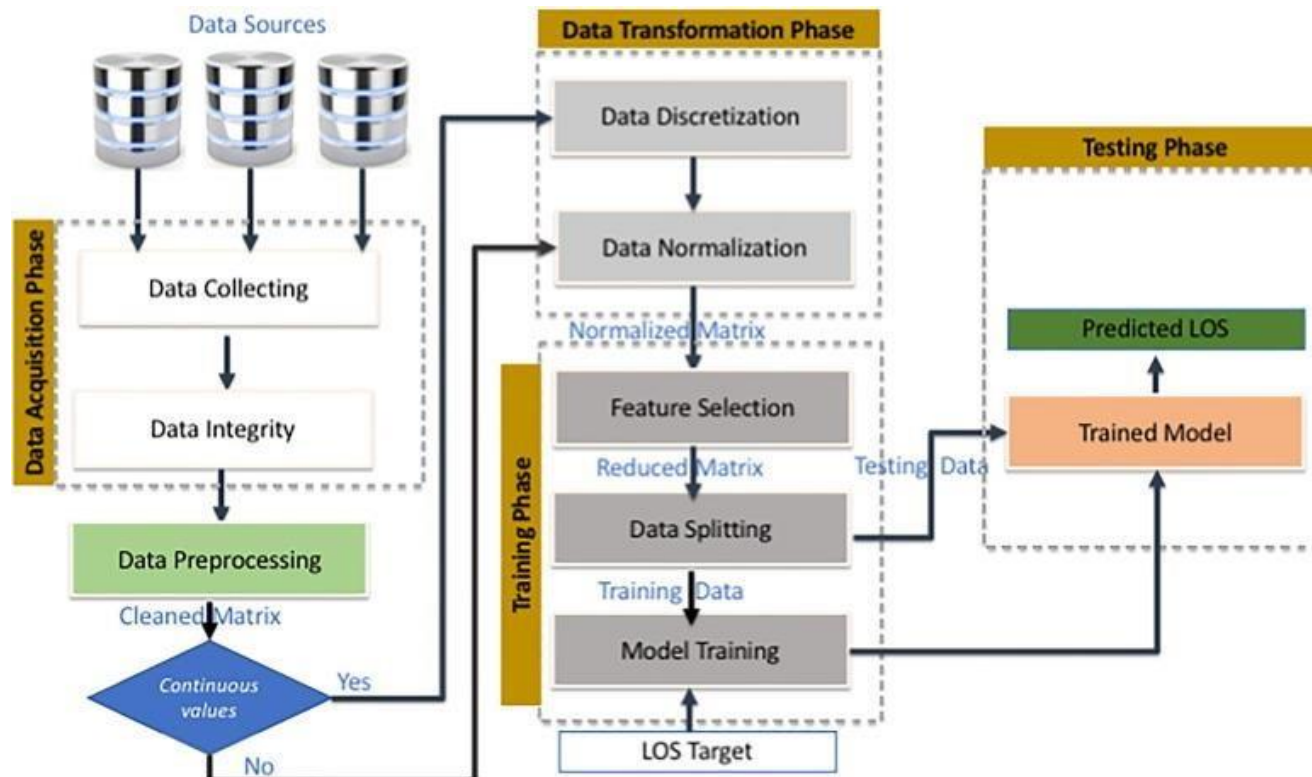 Data Sources
Data Acquisition Phase
Data Collecting
Data Integrity
Data Preprocessing
Cleaned Matrix
Continuous
values
Yes
No
Data Transformation Phase
Data Discretization
Data Normalization
Normalized Matrix
Training Phase
Feature Selection
Reduced Matrix
Data Splitting
Training Data
Model Training
LOS Target
Testing Data
Testing Phase
Predicted LOS
Trained Model